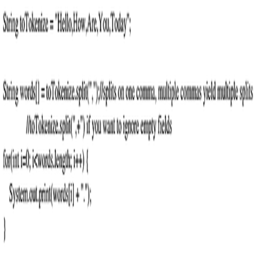 String toTokenize = "Hello,How,Are,You,Today";
String words[] = toTokenize.split(",");//splits on one comma, multiple commas yield multiple splits
//toTokenize.split(",+") if you want to ignore empty fields
for(int i=0; i<words.length; i++) {
System.out.print(words[i] + ".");
}